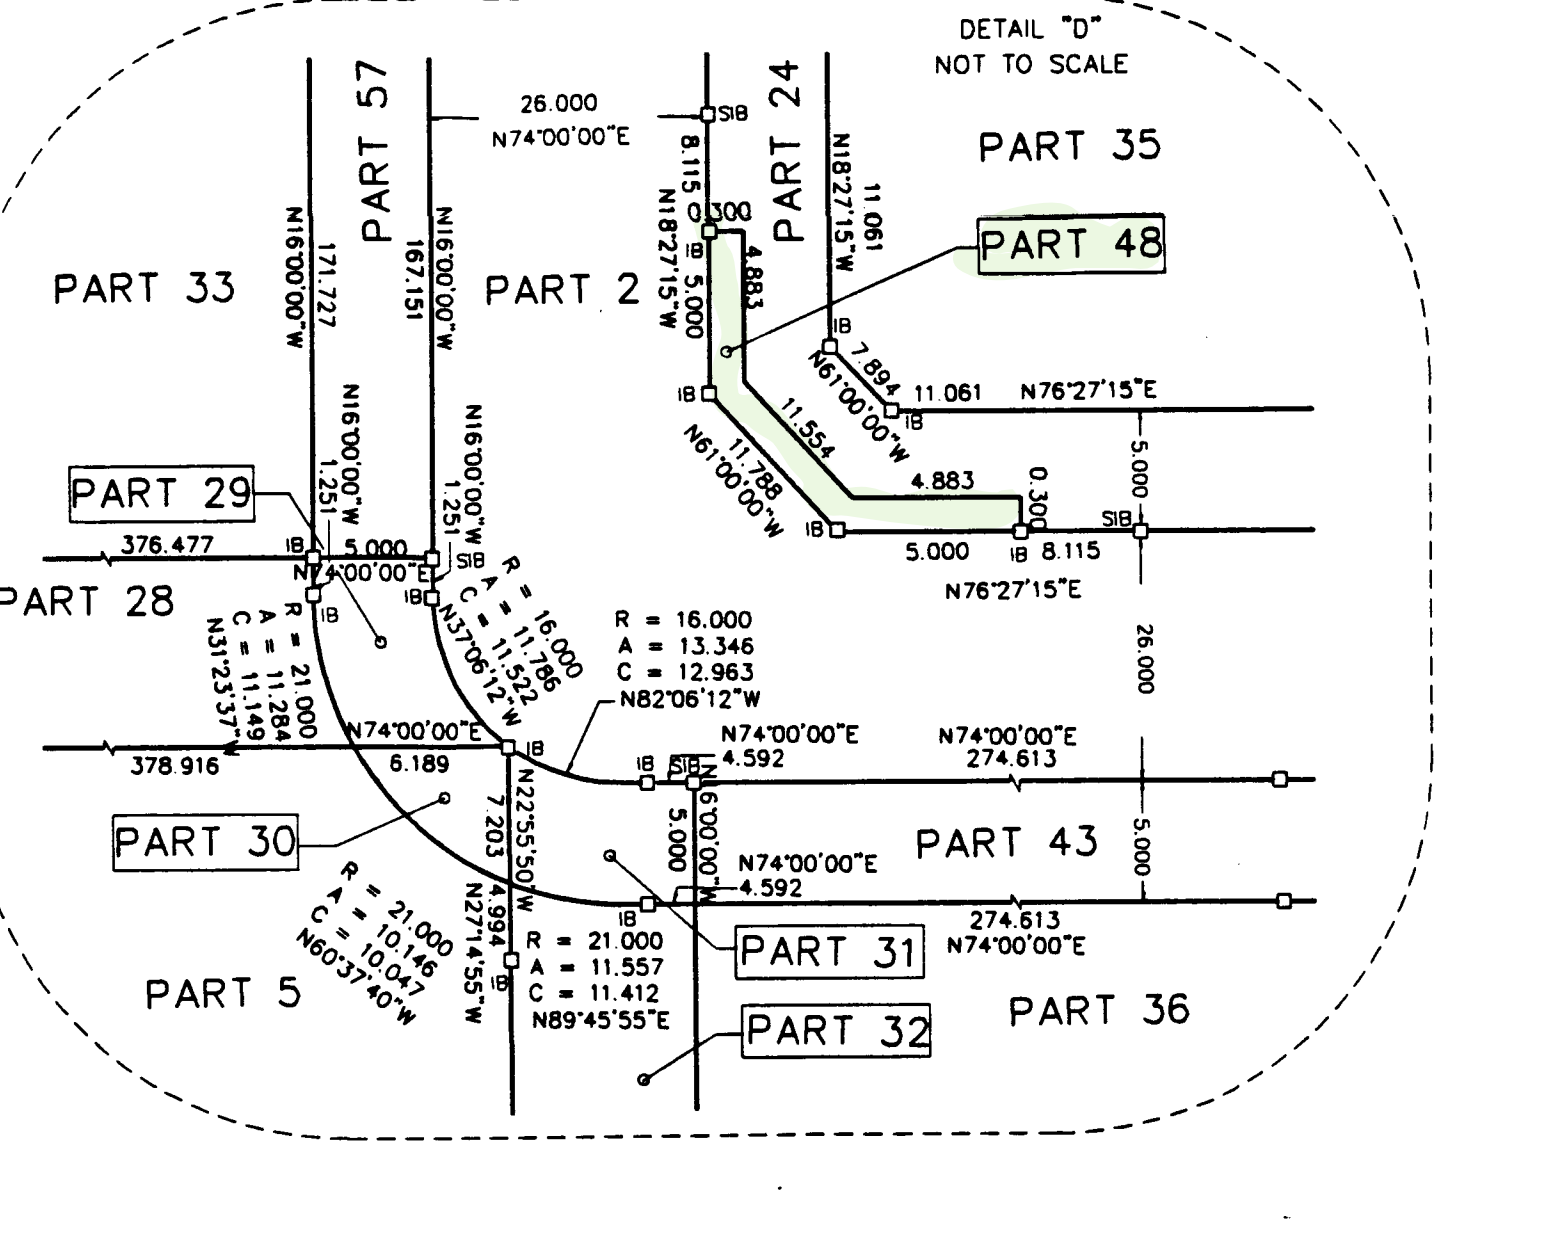 DETAIL "D"
NOT TO SCALE
PART 57
26.000
N74°00'00"E
SIB
PART 24
PART 35
8.115
N18°27'15"W
0.300
IB
5.000
4.883
N18°27'15"W
11.061
PART 48
N16°00'00"W
171.727
167.151
N16°00'00"W
PART 33
PART 2
IB
7.894
N61°00'00"W
IB
11.061
N76°27'15"E
IB
11.554
N61°00'00"W
11.788
4.883
0.300
5.000
SIB
IB
5.000
IB
8.115
N76°27'15"E
N16°00'00"W
1.251
N16°00'00"W
1.251
PART 29
376.477
IB
5.000
SIB
N74°00'00"E
PART 28
IB
IB
R = 16.000
A = 11.786
C = 11.522
N37°06'12"W
R = 16.000
A = 13.346
C = 12.963
N82°06'12"W
26.000
R = 21.000
A = 11.284
C = 11.149
N31°23'37"W
N74°00'00"E
IB
378.916
6.189
IB
SIB
N74°00'00"E
4.592
N74°00'00"E
274.613
PART 30
7.203
N22°55'50"W
5.000
N16°00'00"W
PART 43
5.000
N74°00'00"E
4.592
R = 21.000
A = 10.146
C = 10.047
N60°37'40"W
4.994
N27°14'55"W
IB
274.613
N74°00'00"E
R = 21.000
A = 11.557
C = 11.412
N89°45'55"E
IB
PART 31
PART 5
PART 32
PART 36